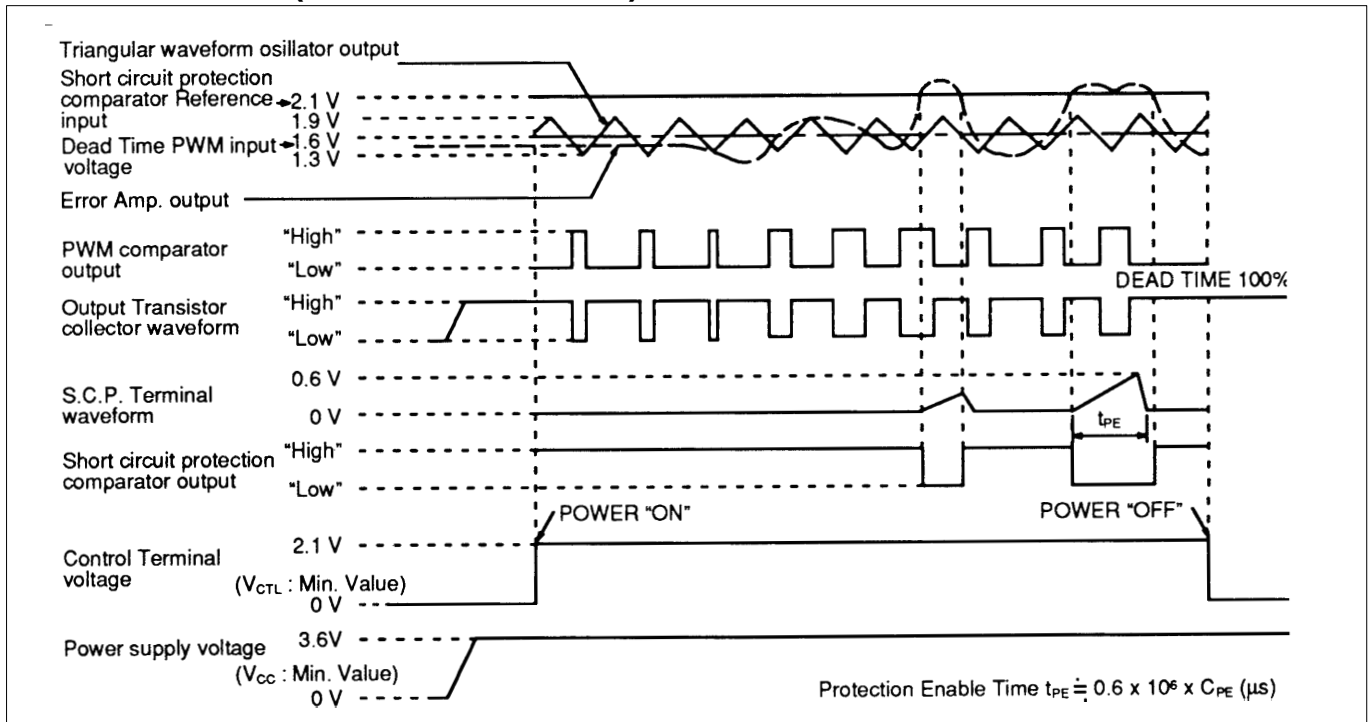 Triangular waveform osillator output
Short circuit protection
comparator Reference 2.1 V
input 1.9 V
Dead Time PWM input 1.6 V
voltage 1.3 V
Error Amp. output
PWM comparator
output
"High"
"Low"
DEAD TIME 100%
Output Transistor
collector waveform
"High"
"Low"
S.C.P. Terminal
waveform
0.6 V
0 V
tPE
Short circuit protection
comparator output
"High"
"Low"
POWER "ON"
POWER "OFF"
Control Terminal
voltage
2.1 V
(VCTL : Min. Value)
0 V
Power supply voltage 3.6V
(VCC : Min. Value)
0 V
Protection Enable Time tPE ≒ 0.6 x 10⁶ x CPE (µs)